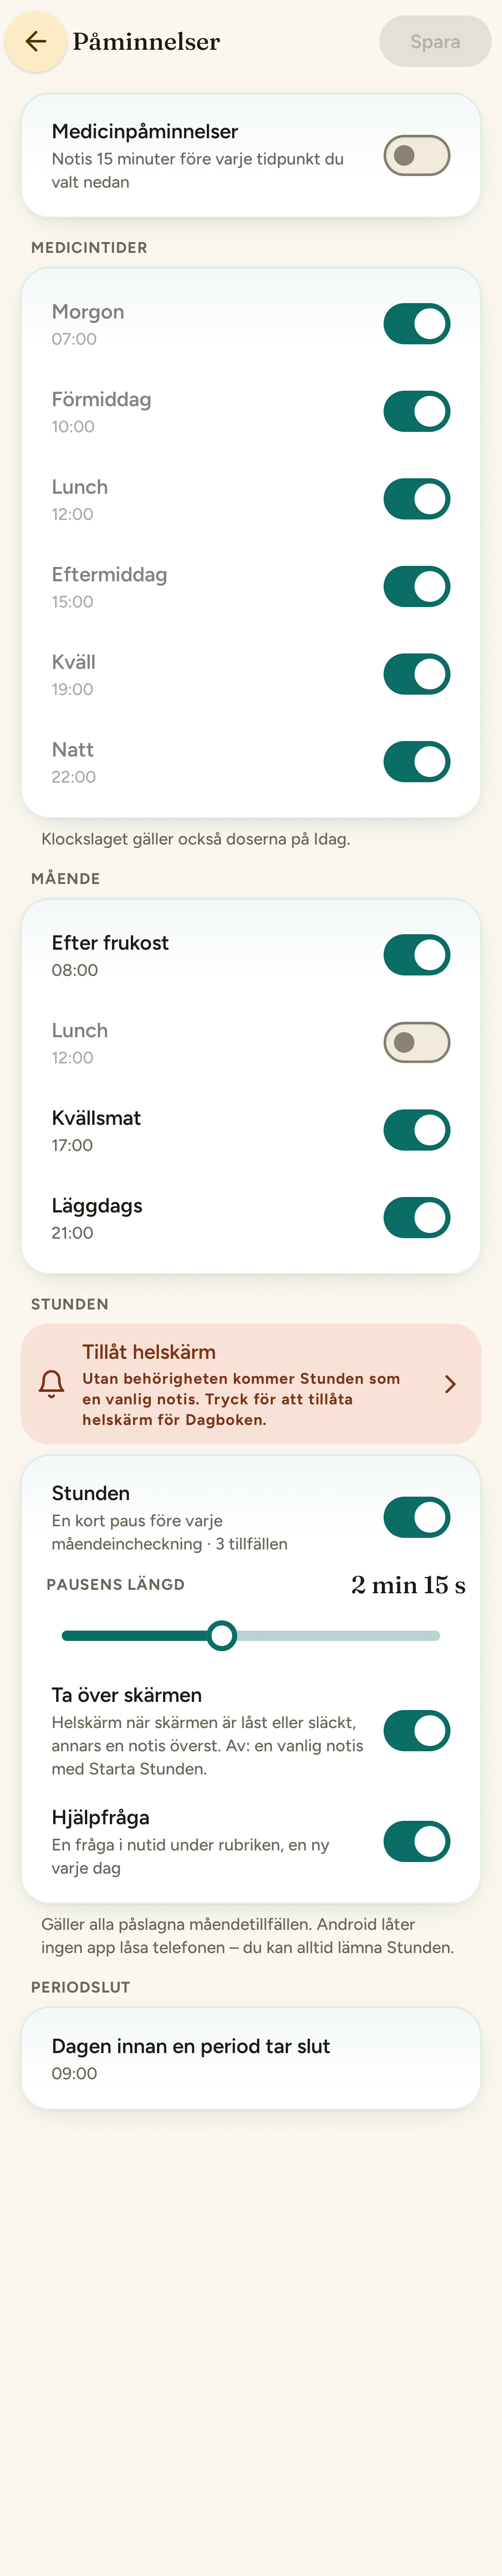 Påminnelser
Spara
Medicinpåminnelser
Notis 15 minuter före varje tidpunkt du
valt nedan
MEDICINTIDER
Morgon
07:00
Förmiddag
10:00
Lunch
12:00
Eftermiddag
15:00
Kväll
19:00
Natt
22:00
Klockslaget gäller också doserna på Idag.
MÅENDE
Efter frukost
08:00
Lunch
12:00
Kvällsmat
17:00
Läggdags
21:00
STUNDEN
Tillåt helskärm
Utan behörigheten kommer Stunden som
en vanlig notis. Tryck för att tillåta
helskärm för Dagboken.
Stunden
En kort paus före varje
måendeincheckning · 3 tillfällen
PAUSENS LÄNGD
2 min 15 s
Ta över skärmen
Helskärm när skärmen är låst eller släckt,
annars en notis överst. Av: en vanlig notis
med Starta Stunden.
Hjälpfråga
En fråga i nutid under rubriken, en ny
varje dag
Gäller alla påslagna måendetillfällen. Android låter
ingen app låsa telefonen – du kan alltid lämna Stunden.
PERIODSLUT
Dagen innan en period tar slut
09:00